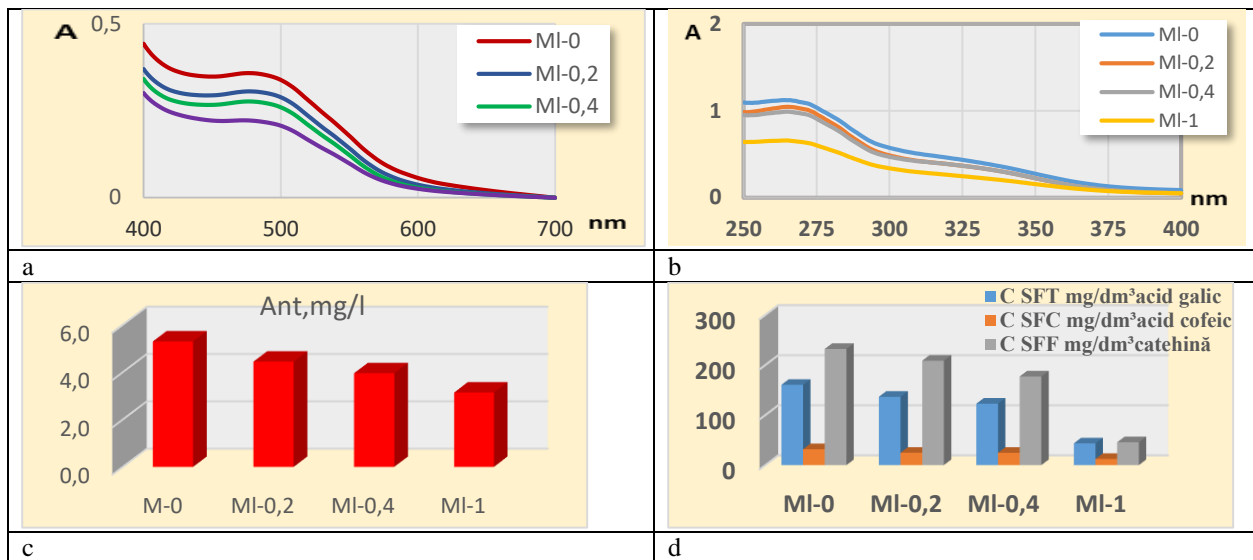 A
0,5
0
400
500
600
700
nm
Ml-0
Ml-0,2
Ml-0,4
a
A
2
1
0
250
275
300
325
350
375
400
nm
Ml-0
Ml-0,2
Ml-0,4
Ml-1
b
Ant,mg/l
6,0
4,0
2,0
0,0
M-0
Ml-0,2
Ml-0,4
Ml-1
c
C SFT mg/dm³acid galic
C SFC mg/dm³acid cofeic
C SFF mg/dm³catehină
300
200
100
0
Ml-0
Ml-0,2
Ml-0,4
Ml-1
d